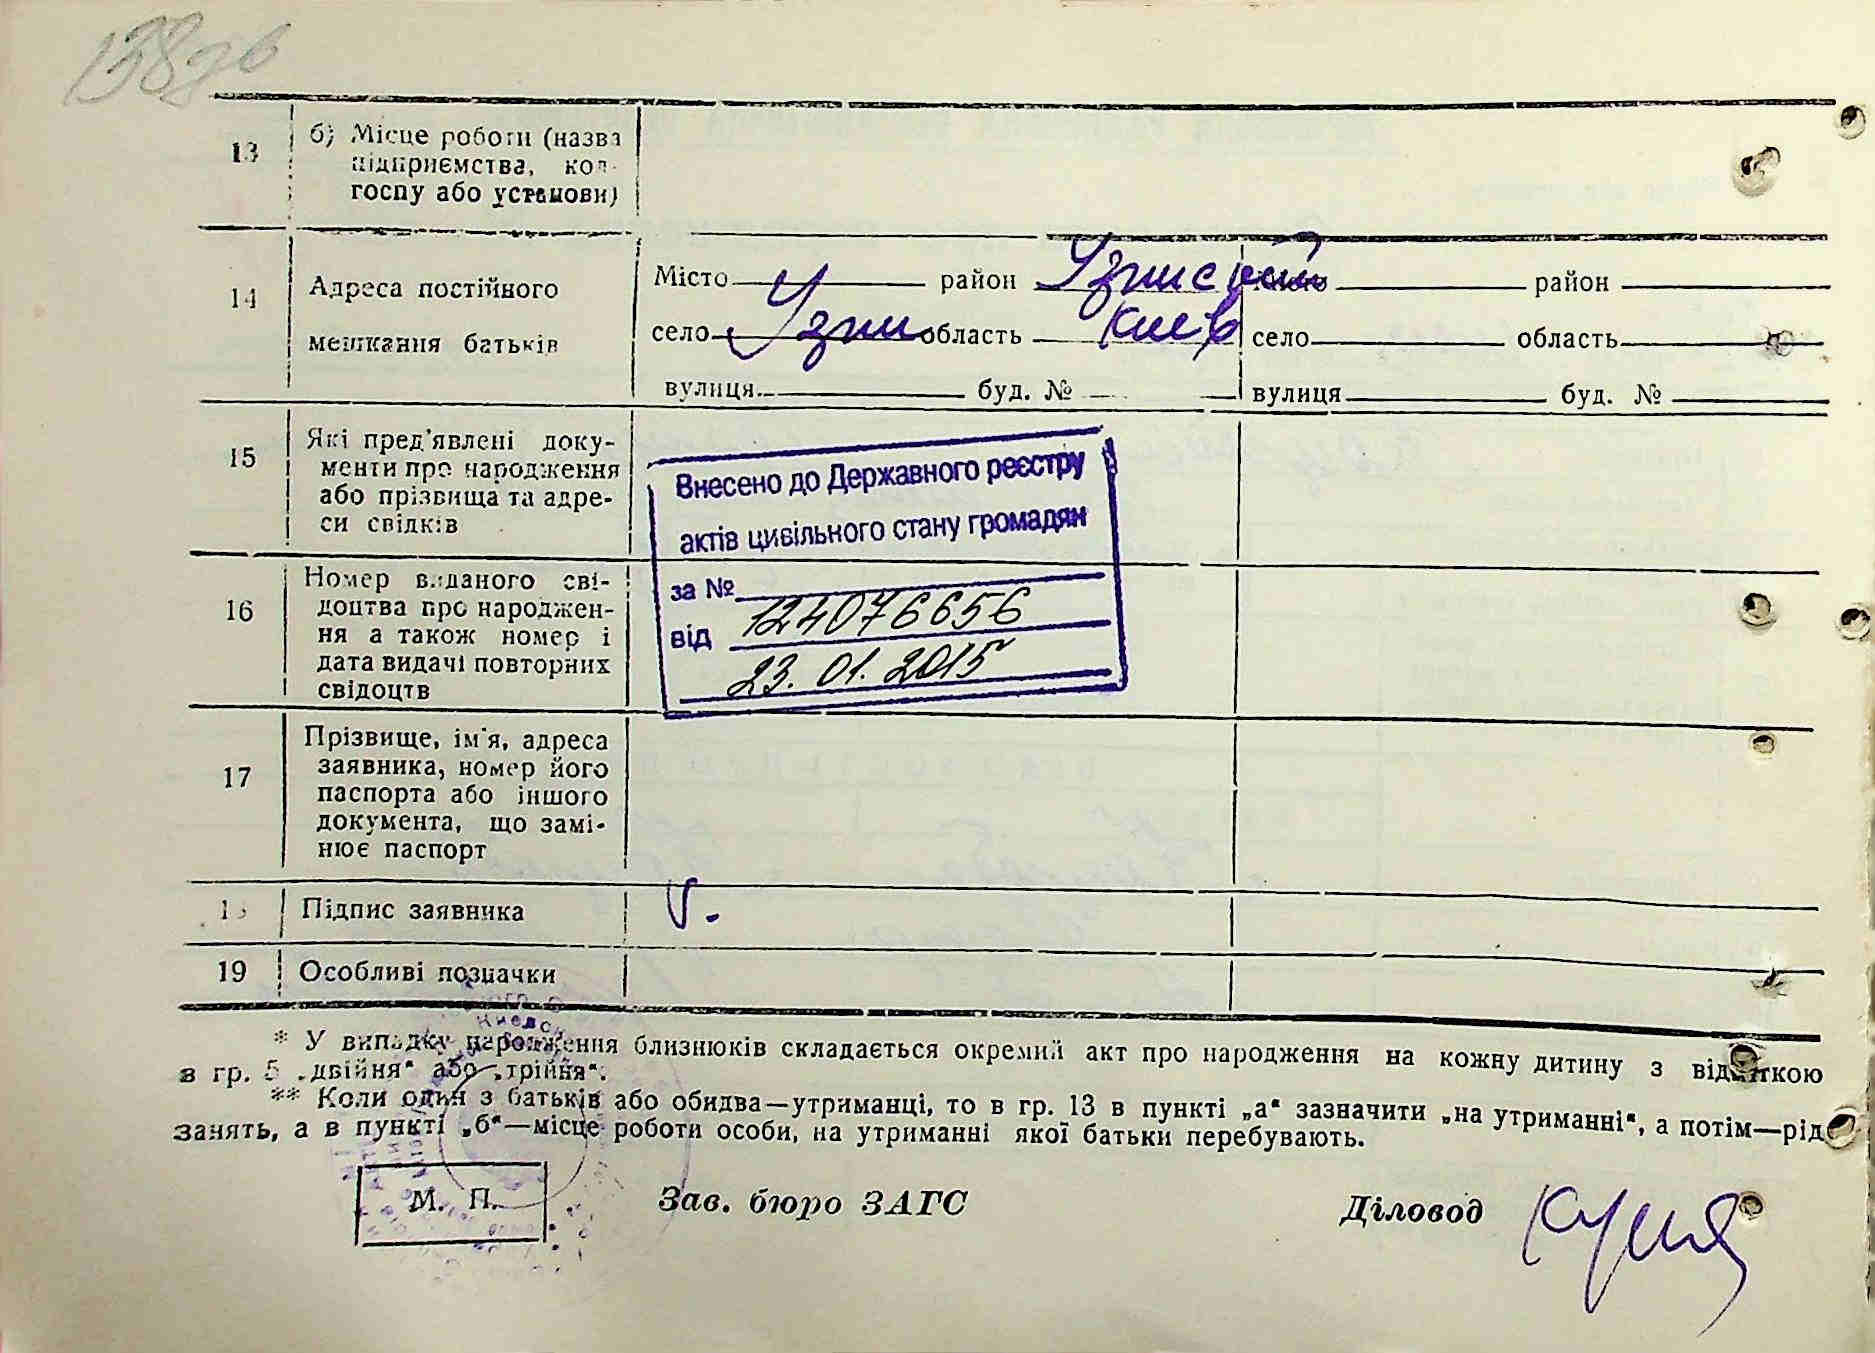 138
13
б) Місце роботи (назва
підприємства, кол-
госпу або установи)
14
Адреса постійного
мешкання батьків
Місто район Узинский
село Узин область Киев
вулиця буд. №
Місто район
село область
вулиця буд. №
15
Які пред'явлені доку-
менти про народження
або прізвища та адре-
си свідків
Внесено до Державного реєстру
актів цивільного стану громадян
за № 124076656
від 23.01.2015
16
Номер виданого сві-
доцтва про народжен-
ня а також номер і
дата видачі повторних
свідоцтв
17
Прізвище, ім'я, адреса
заявника, номер його
паспорта або іншого
документа, що замі-
нює паспорт
18
Підпис заявника
19
Особливі позначки
* У випадку народження близнюків складається окремий акт про народження на кожну дитину з відміткою
в гр. 5 „двійня“ або „трійня“.
** Коли один з батьків або обидва—утриманці, то в гр. 13 в пункті „а“ зазначити „на утриманні“, а потім—рід
занять, а в пункті „б“—місце роботи особи, на утриманні якої батьки перебувають.
М. П.
Зав. бюро ЗАГС
Діловод